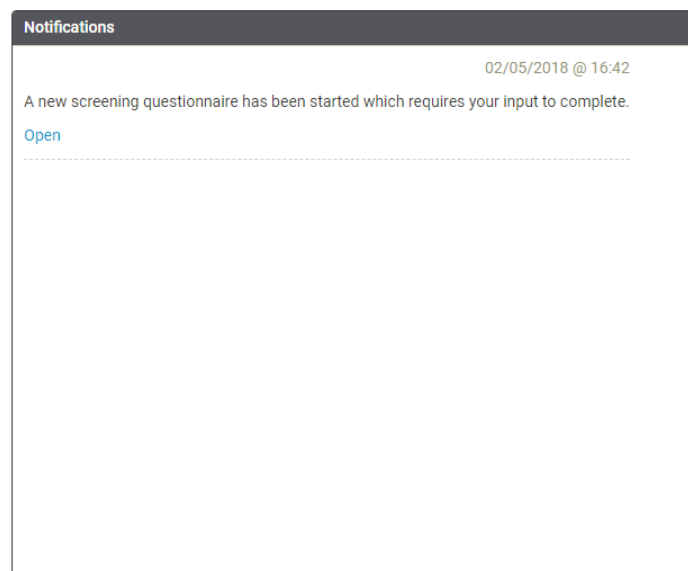 Notifications
02/05/2018 @ 16:42
A new screening questionnaire has been started which requires your input to complete.
Open